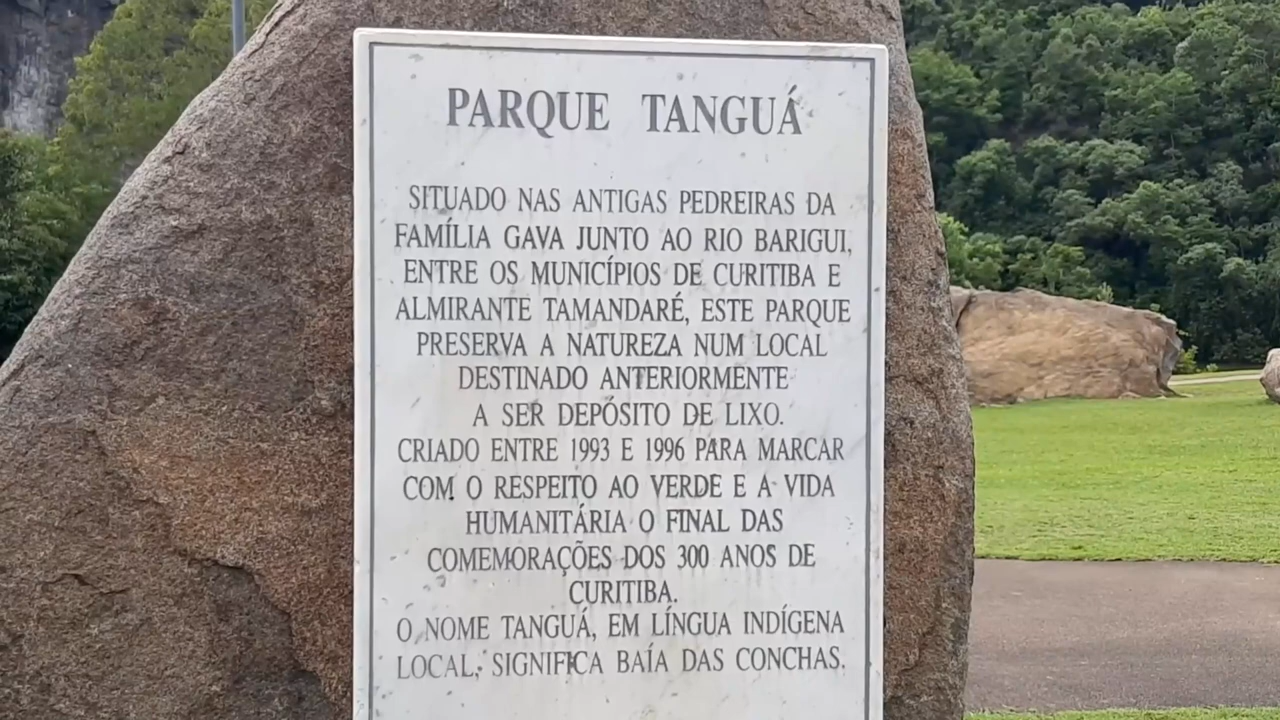 PARQUE TANGUÁ
SITUADO NAS ANTIGAS PEDREIRAS DA
FAMÍLIA GAVA JUNTO AO RIO BARIGUI,
ENTRE OS MUNICÍPIOS DE CURITIBA E
ALMIRANTE TAMANDARÉ, ESTE PARQUE
PRESERVA A NATUREZA NUM LOCAL
DESTINADO ANTERIORMENTE
A SER DEPÓSITO DE LIXO.
CRIADO ENTRE 1993 E 1996 PARA MARCAR
COM O RESPEITO AO VERDE E A VIDA
HUMANITÁRIA O FINAL DAS
COMEMORAÇÕES DOS 300 ANOS DE
CURITIBA.
O NOME TANGUÁ, EM LÍNGUA INDÍGENA
LOCAL, SIGNIFICA BAÍA DAS CONCHAS.